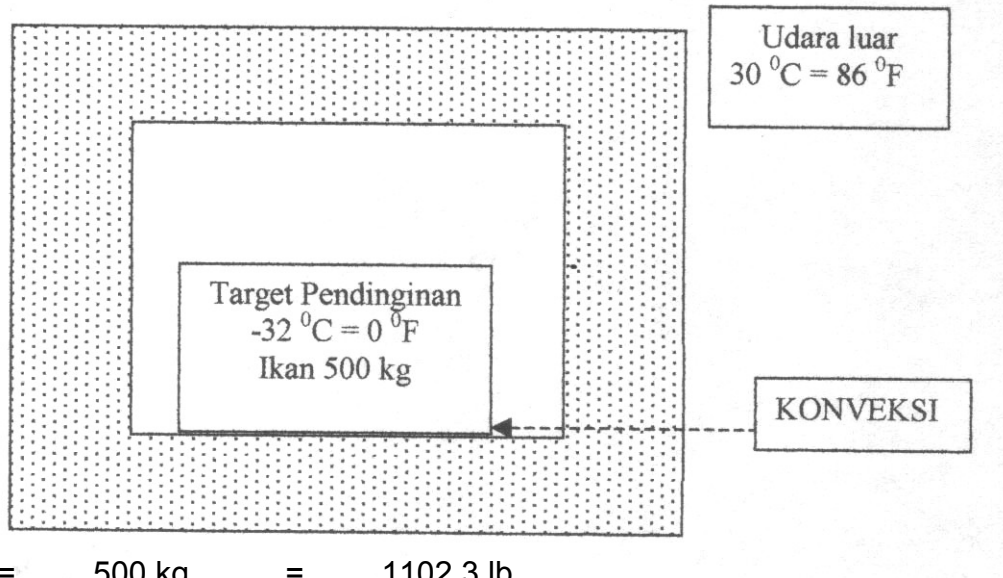 Udara luar
30 ⁰C = 86 ⁰F
Target Pendinginan
-32 ⁰C = 0 ⁰F
Ikan 500 kg
KONVEKSI
= 500 kg = 1102,3 lb